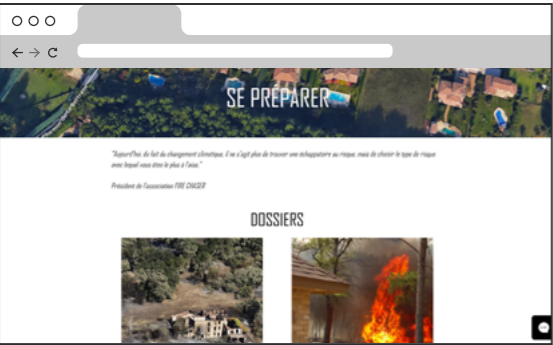 SE PRÉPARER
"Aujourd'hui, du fait du changement climatique, il ne s'agit plus de trouver une échappatoire au risque, mais de choisir le type de risque
avec lequel vous êtes le plus à l'aise."
Président de l'association FIRE CHASER
DOSSIERS